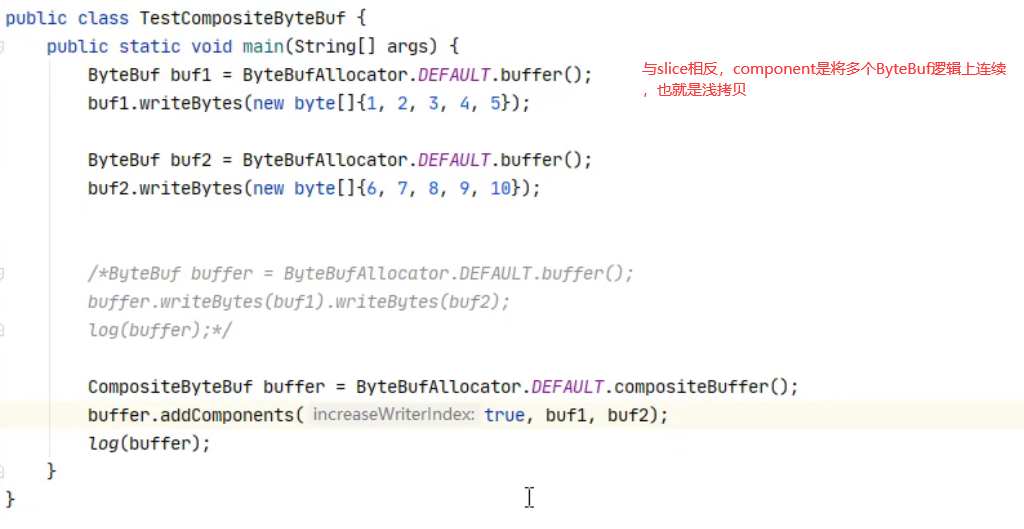 public class TestCompositeByteBuf {
public static void main(String[] args) {
ByteBuf buf1 = ByteBufAllocator.DEFAULT.buffer();
与slice相反，component是将多个ByteBuf逻辑上连续
，也就是浅拷贝
buf1.writeBytes(new byte[]{1, 2, 3, 4, 5});
ByteBuf buf2 = ByteBufAllocator.DEFAULT.buffer();
buf2.writeBytes(new byte[]{6, 7, 8, 9, 10});
/*ByteBuf buffer = ByteBufAllocator.DEFAULT.buffer();
buffer.writeBytes(buf1).writeBytes(buf2);
log(buffer);*/
CompositeByteBuf buffer = ByteBufAllocator.DEFAULT.compositeBuffer();
buffer.addComponents( increaseWriterIndex: true, buf1, buf2);
log(buffer);
}
}